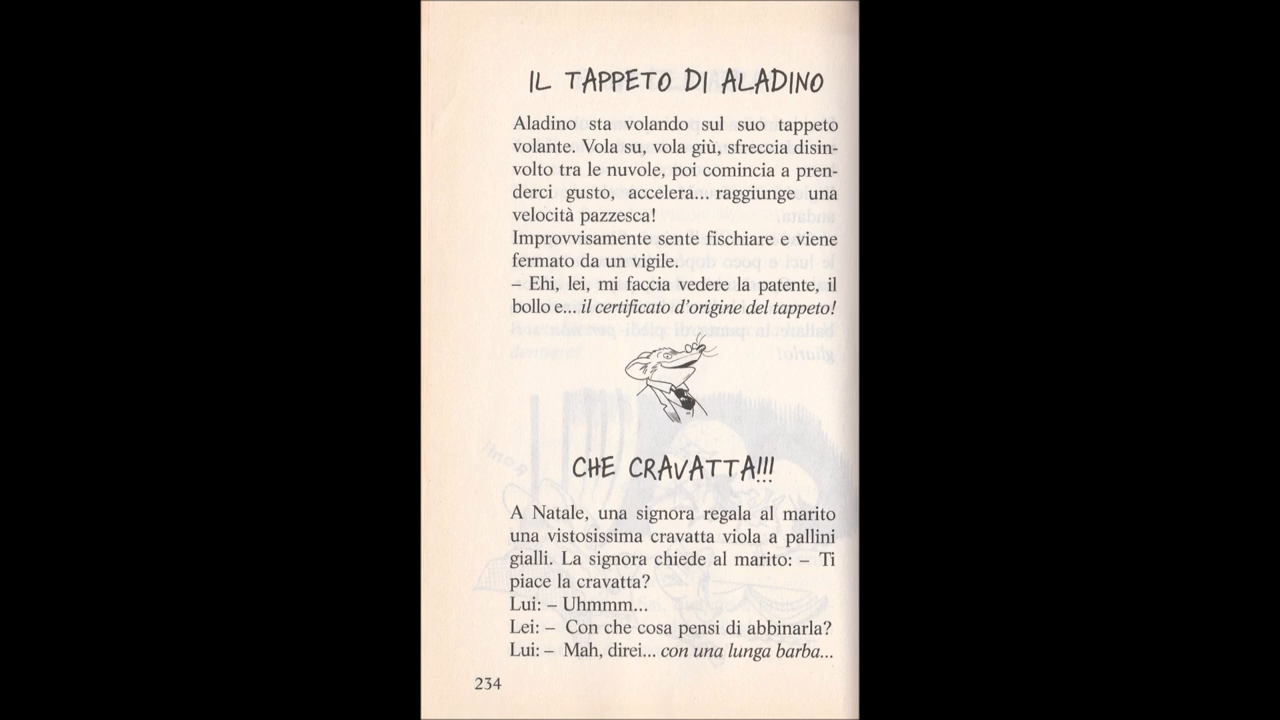 IL TAPPETO DI ALADINO
Aladino sta volando sul suo tappeto
volante. Vola su, vola giù, sfreccia disin-
volto tra le nuvole, poi comincia a pren-
derci gusto, accelera... raggiunge una
velocità pazzesca!
Improvvisamente sente fischiare e viene
fermato da un vigile.
– Ehi, lei, mi faccia vedere la patente, il
bollo e... il certificato d'origine del tappeto!
CHE CRAVATTA!!!
A Natale, una signora regala al marito
una vistosissima cravatta viola a pallini
gialli. La signora chiede al marito: – Ti
piace la cravatta?
Lui: – Uhmmm...
Lei: – Con che cosa pensi di abbinarla?
Lui: – Mah, direi... con una lunga barba...
234